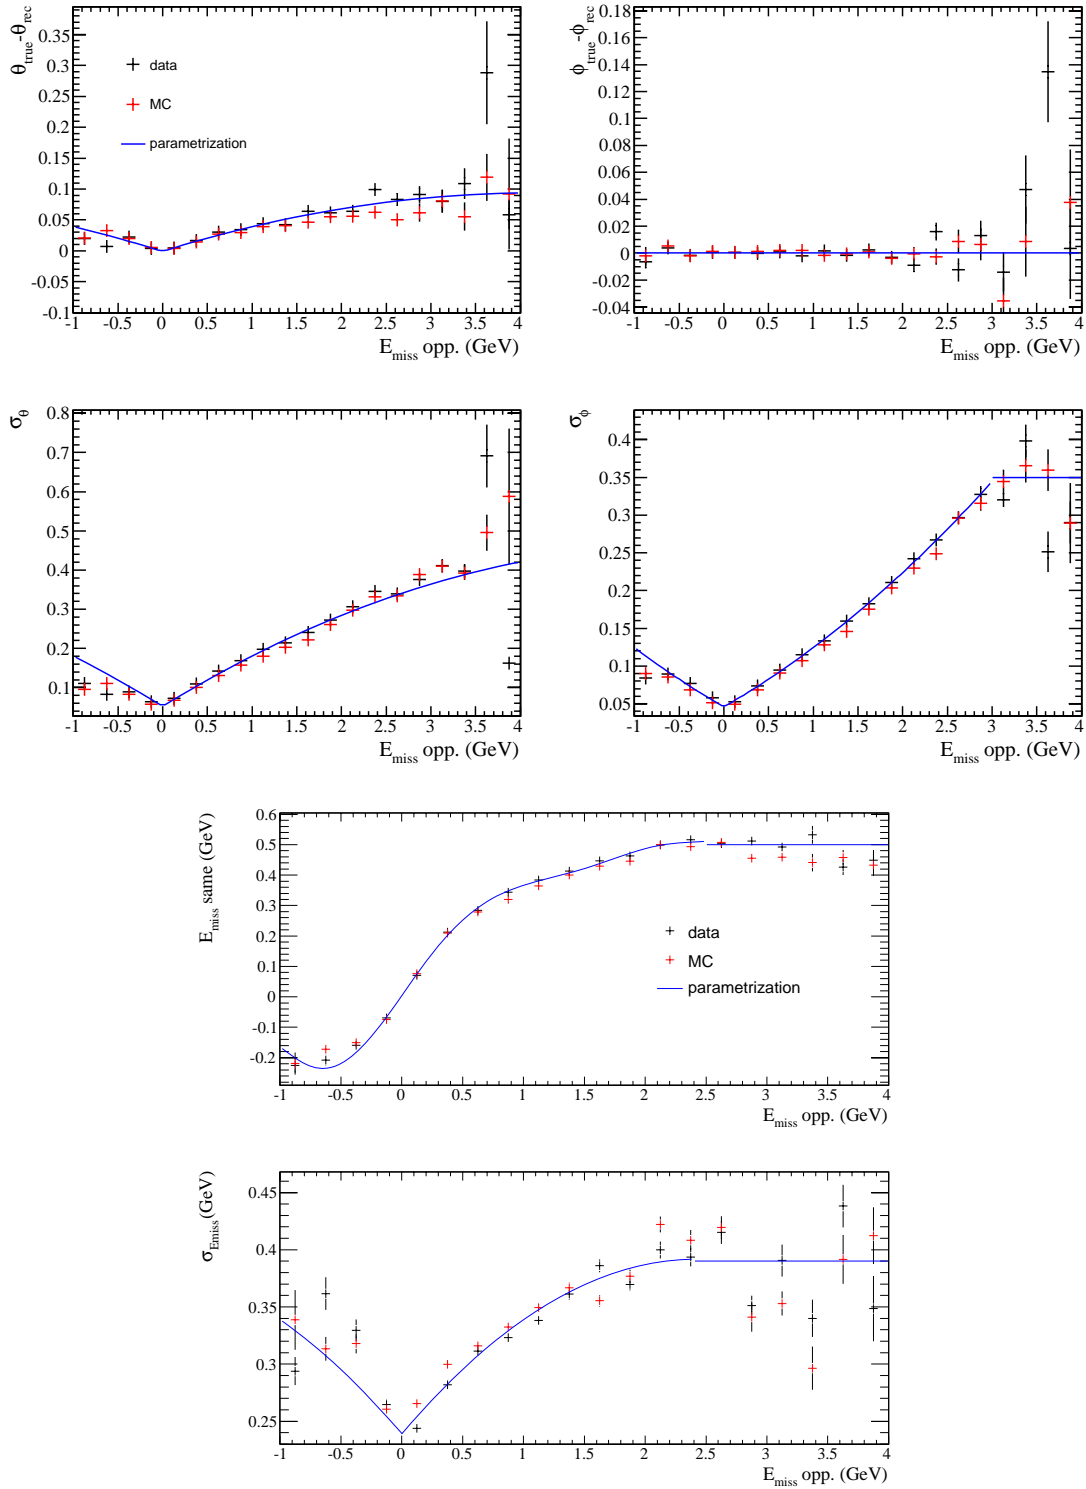 θtrue-θrec
0.35
0.3
0.25
0.2
0.15
0.1
0.05
0
-0.05
-0.1
data
MC
parametrization
-1 -0.5 0 0.5 1 1.5 2 2.5 3 3.5 4
Emiss opp. (GeV)
ϕtrue-ϕrec
0.18
0.16
0.14
0.12
0.1
0.08
0.06
0.04
0.02
0
-0.02
-0.04
-1 -0.5 0 0.5 1 1.5 2 2.5 3 3.5 4
Emiss opp. (GeV)
σθ
0.8
0.7
0.6
0.5
0.4
0.3
0.2
0.1
-1 -0.5 0 0.5 1 1.5 2 2.5 3 3.5 4
Emiss opp. (GeV)
σϕ
0.4
0.35
0.3
0.25
0.2
0.15
0.1
0.05
-1 -0.5 0 0.5 1 1.5 2 2.5 3 3.5 4
Emiss opp. (GeV)
Emiss same (GeV)
0.6
0.5
0.4
0.3
0.2
0.1
0
-0.1
-0.2
data
MC
parametrization
-1 -0.5 0 0.5 1 1.5 2 2.5 3 3.5 4
Emiss opp. (GeV)
σEmiss(GeV)
0.45
0.4
0.35
0.3
0.25
-1 -0.5 0 0.5 1 1.5 2 2.5 3 3.5 4
Emiss opp. (GeV)